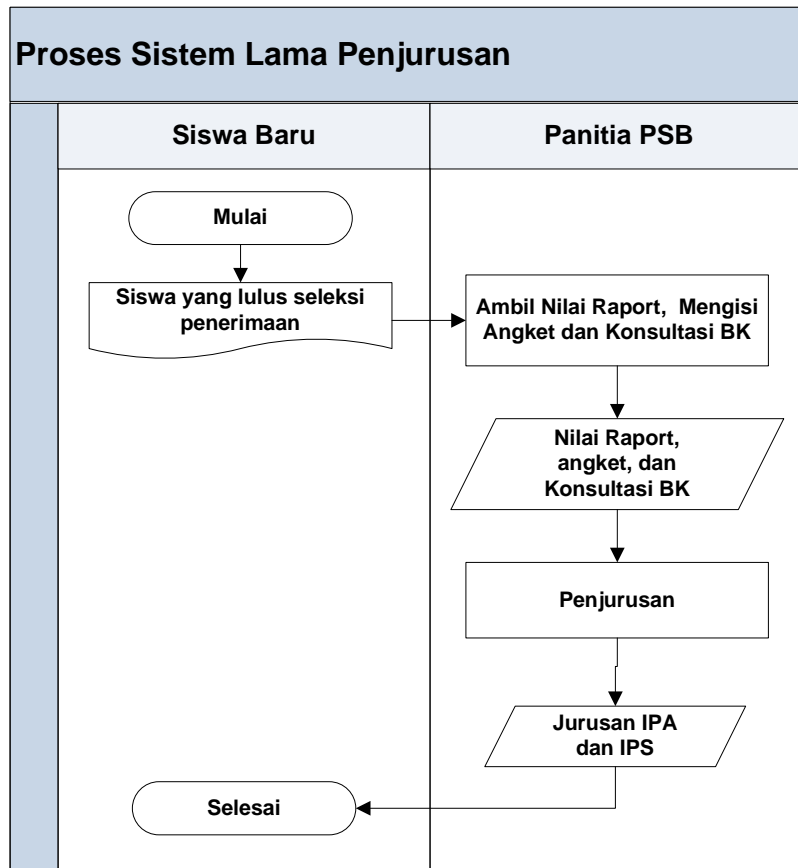 Proses Sistem Lama Penjurusan
Siswa Baru
Panitia PSB
Mulai
Siswa yang lulus seleksi
penerimaan
Ambil Nilai Raport, Mengisi
Angket dan Konsultasi BK
Nilai Raport,
angket, dan
Konsultasi BK
Penjurusan
Jurusan IPA
dan IPS
Selesai